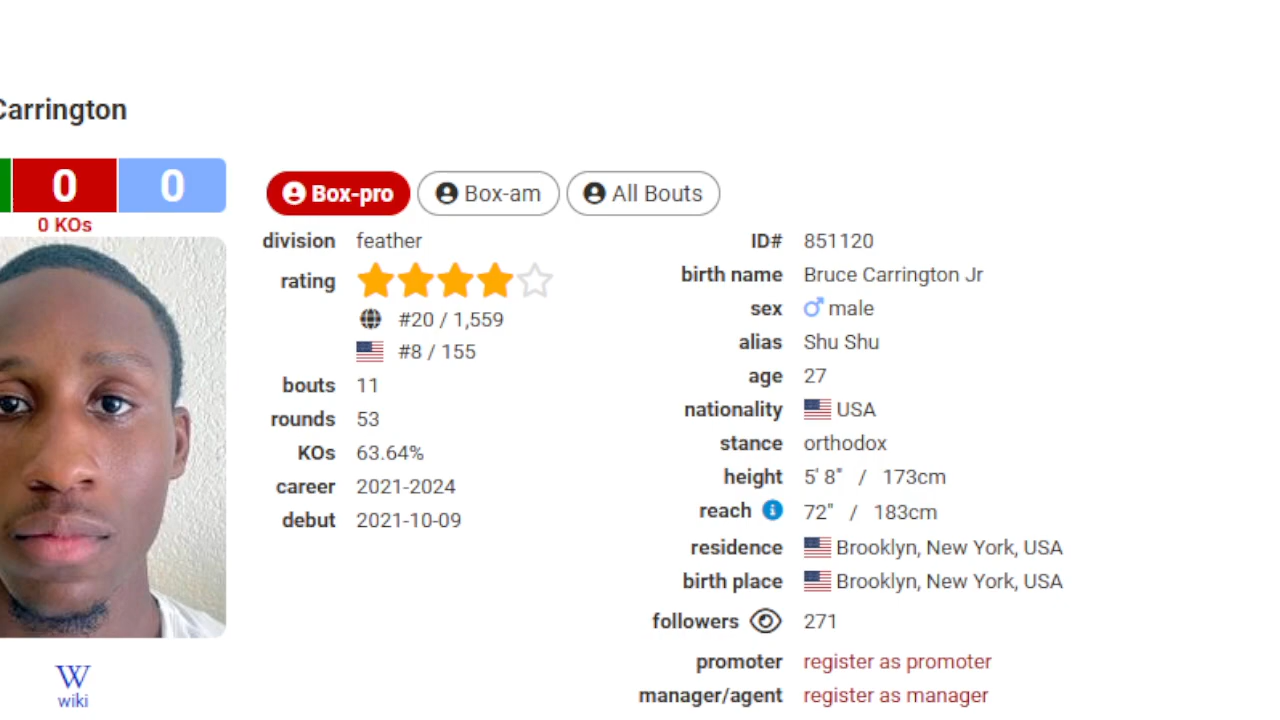 Carrington
0 0
0 KOs
Box-pro Box-am All Bouts
division feather
rating
#20 / 1,559
#8 / 155
bouts 11
rounds 53
KOs 63.64%
career 2021-2024
debut 2021-10-09
ID# 851120
birth name Bruce Carrington Jr
sex male
alias Shu Shu
age 27
nationality USA
stance orthodox
height 5' 8" / 173cm
reach 72" / 183cm
residence Brooklyn, New York, USA
birth place Brooklyn, New York, USA
followers 271
promoter register as promoter
manager/agent register as manager
W
wiki